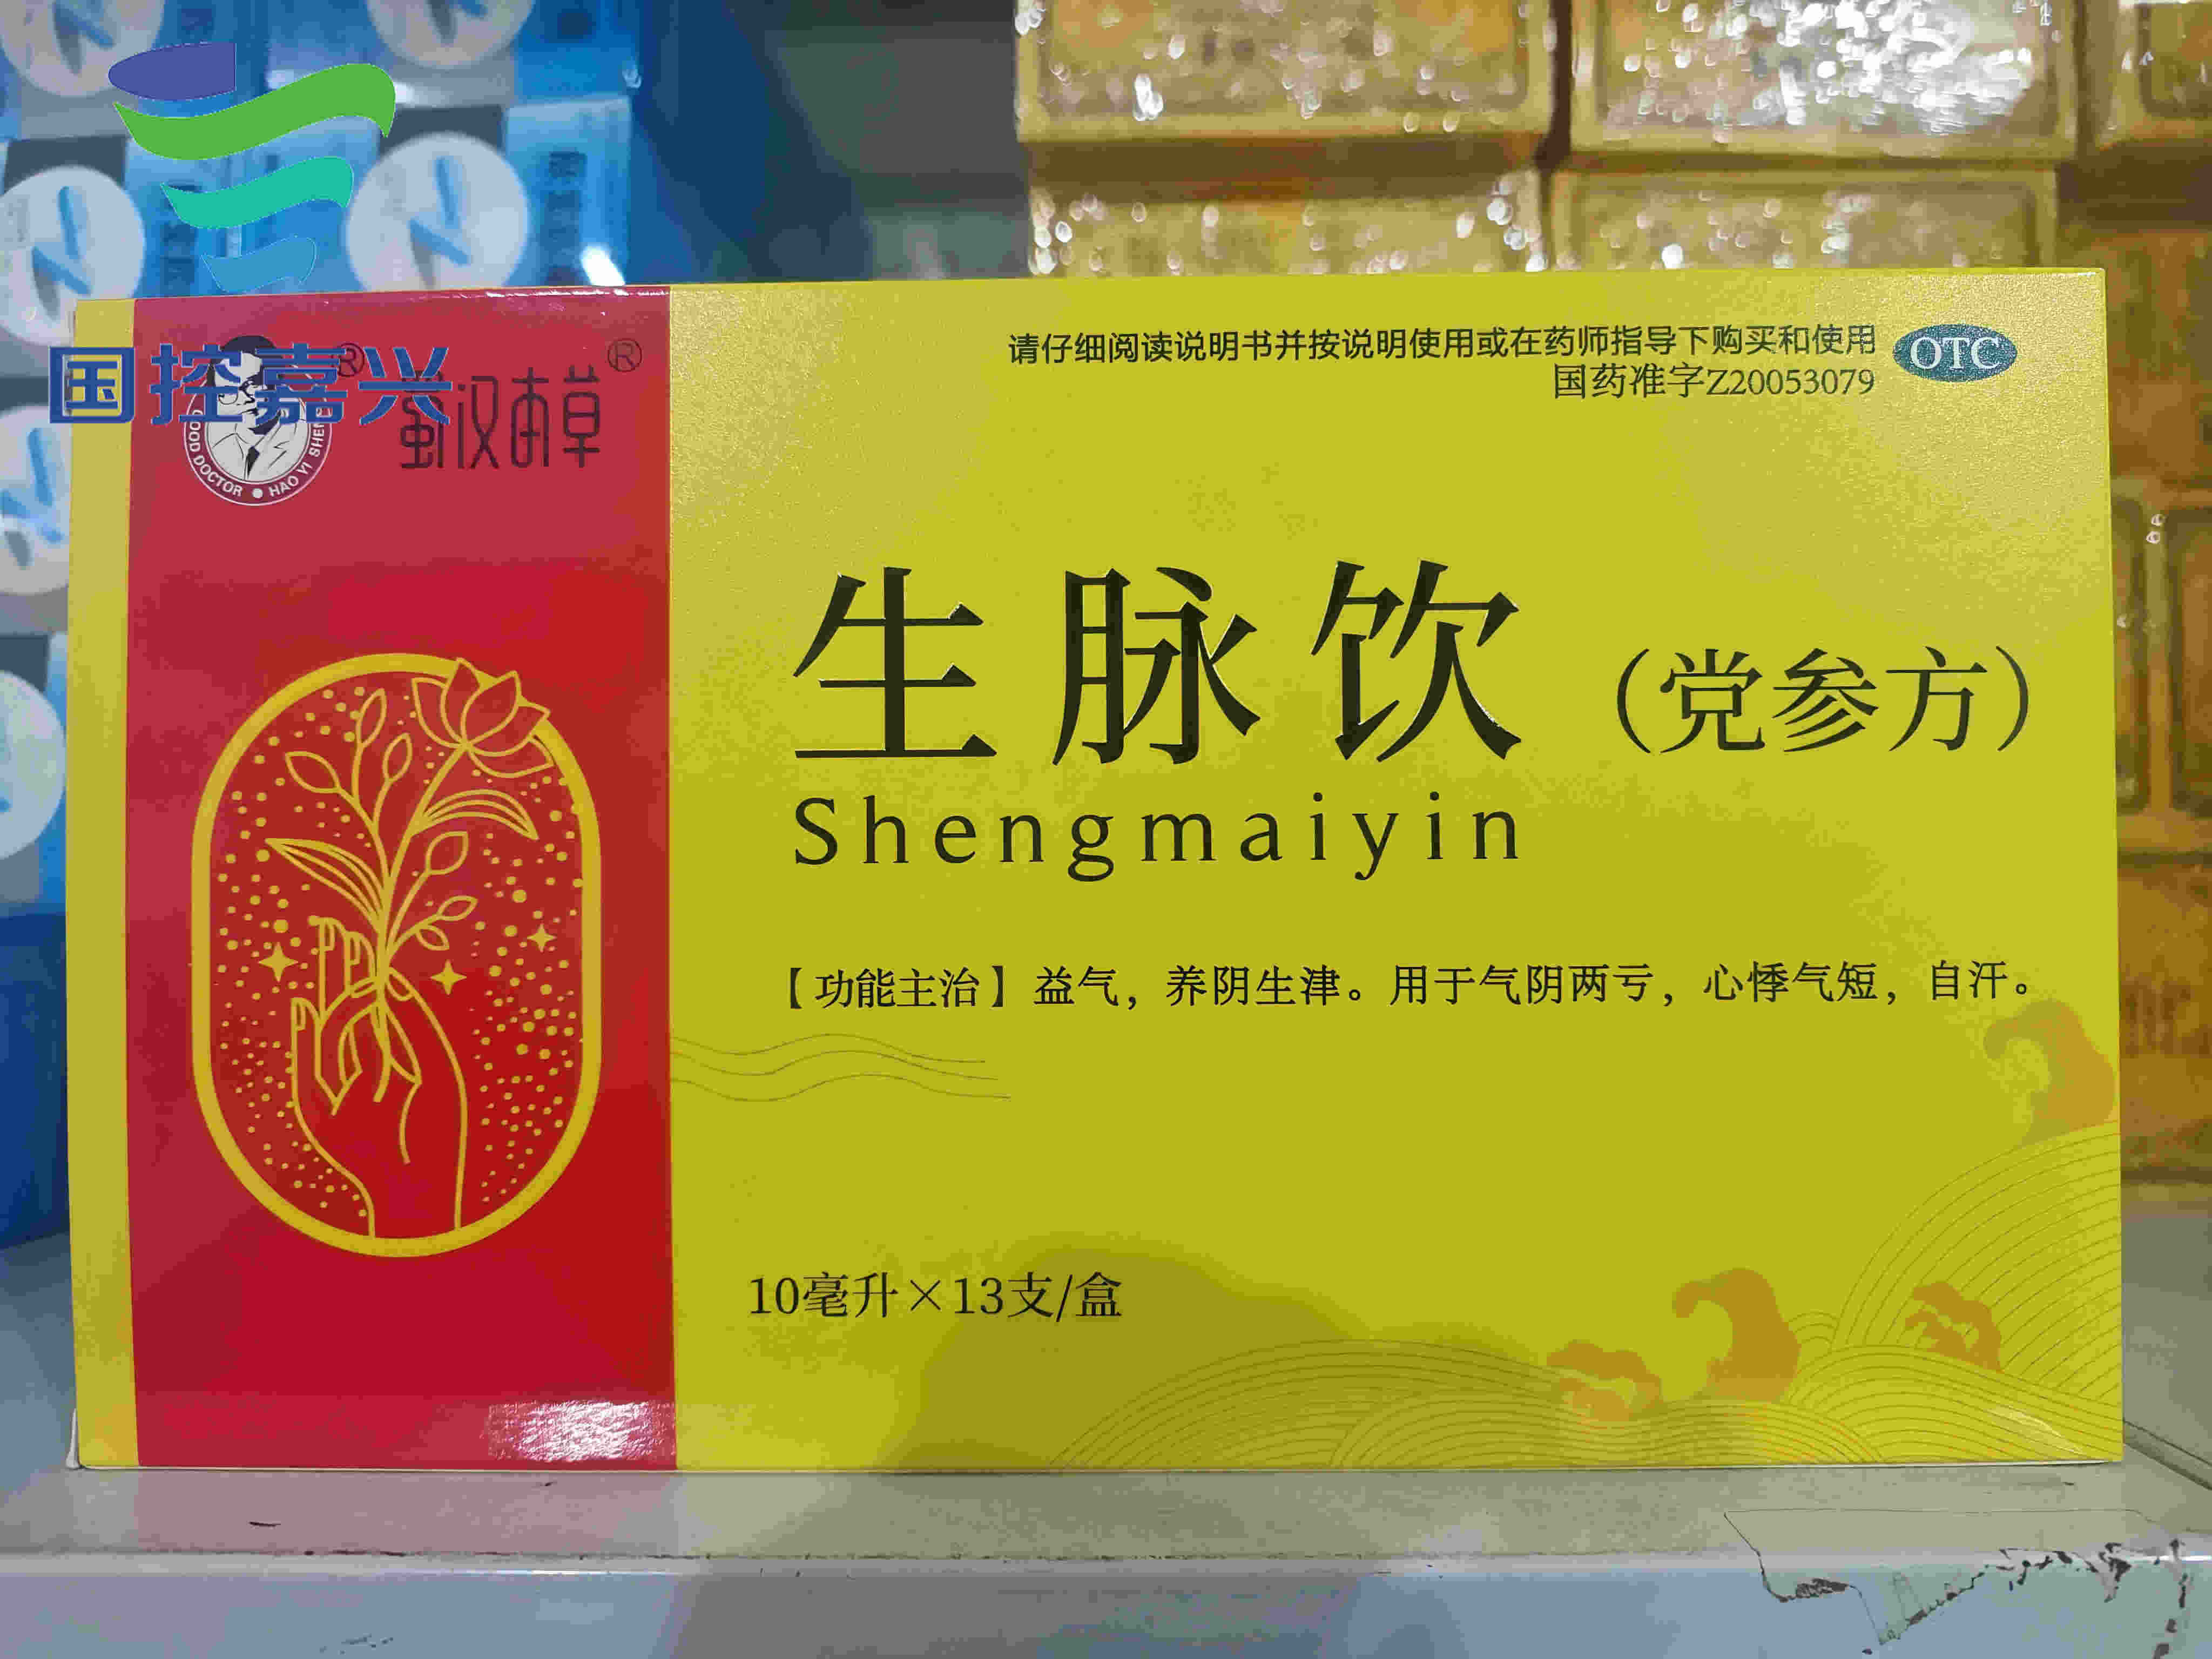 国控嘉兴
蜀汉本草
GOOD DOCTOR
请仔细阅读说明书并按说明使用或在药师指导下购买和使用
OTC
国药准字Z20053079
生脉饮(党参方)
Shengmaiyin
【功能主治】益气，养阴生津。用于气阴两亏，心悸气短，自汗。
10毫升×13支/盒